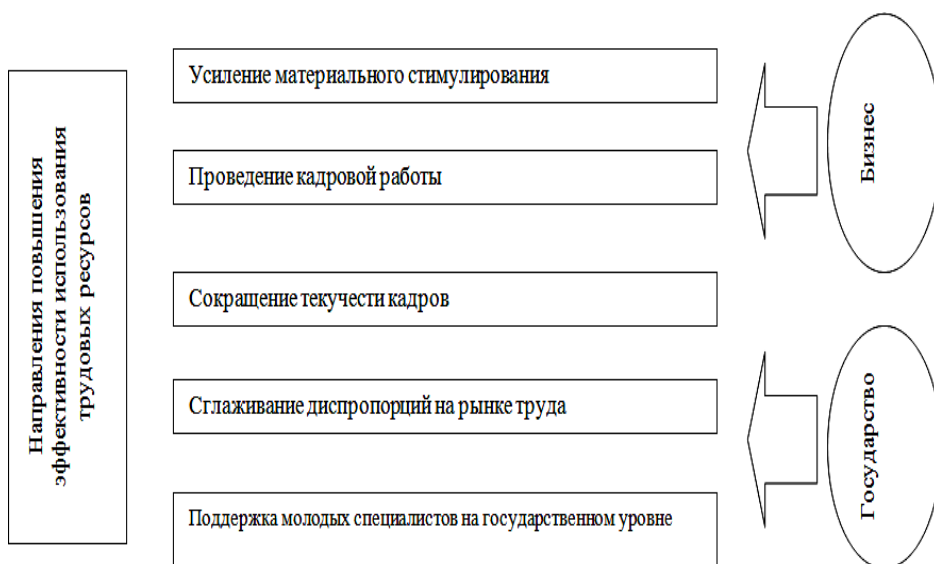 Направления повышения
эффективности использования
трудовых ресурсов
Усиление материального стимулирования
Проведение кадровой работы
Сокращение текучести кадров
Сглаживание диспропорций на рынке труда
Поддержка молодых специалистов на государственном уровне
Бизнес
Государство